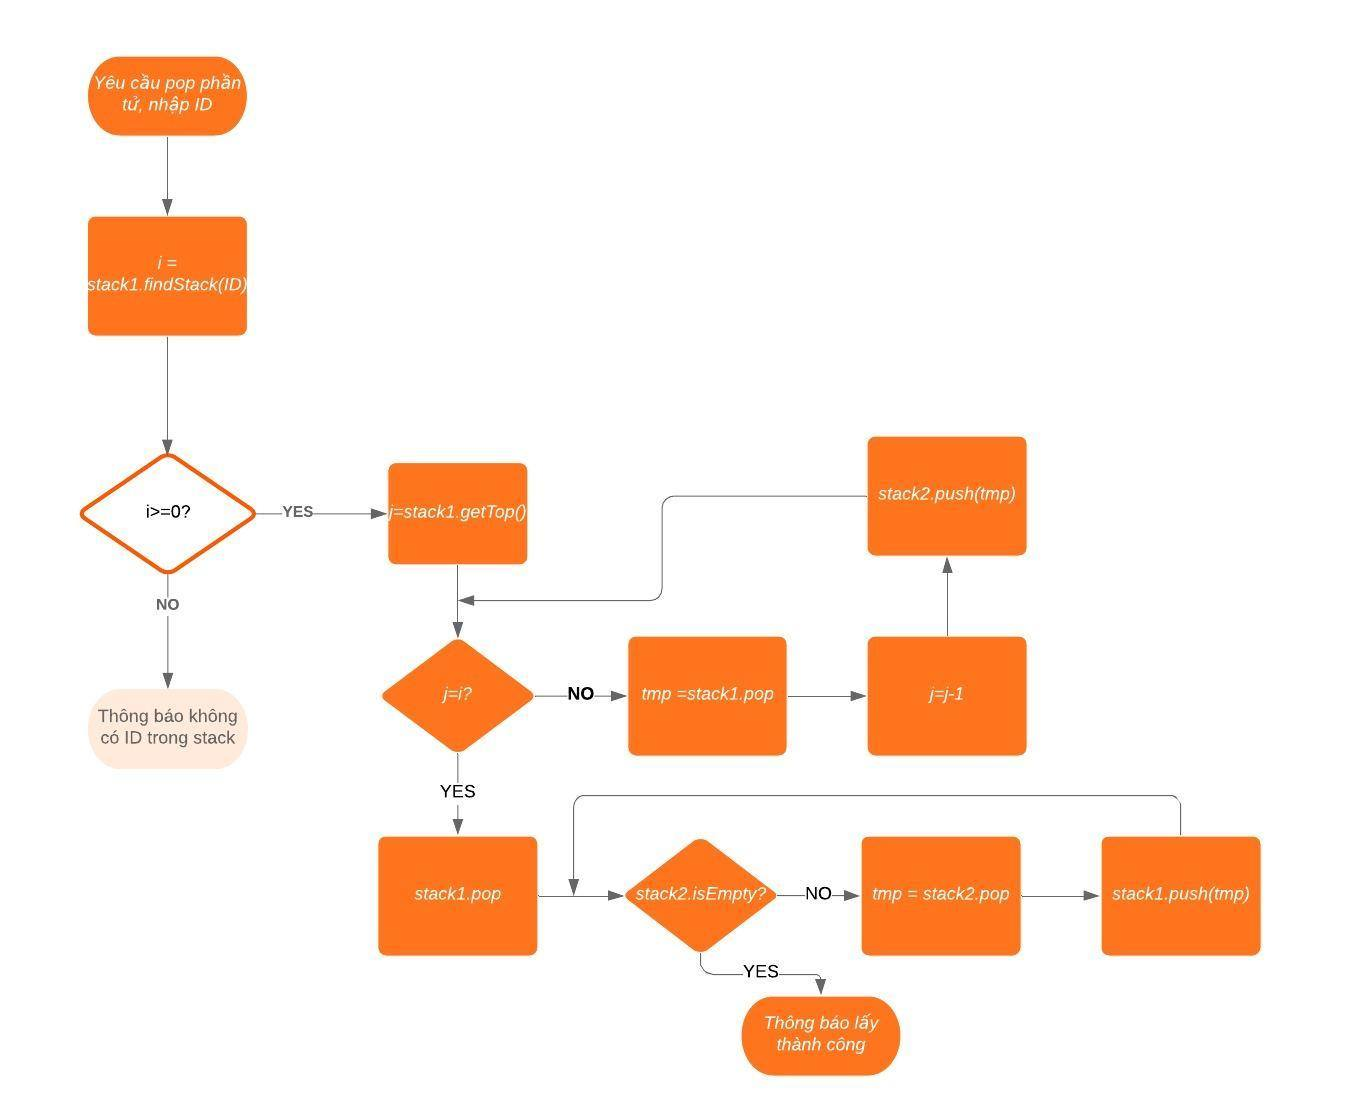 Yêu cầu pop phần
tử, nhập ID
i =
stack1.findStack(ID)
i>=0?
YES
j=stack1.getTop()
stack2.push(tmp)
NO
Thông báo không
có ID trong stack
j=i?
NO
tmp =stack1.pop
j=j-1
YES
stack1.pop
stack2.isEmpty?
NO
tmp = stack2.pop
stack1.push(tmp)
YES
Thông báo lấy
thành công